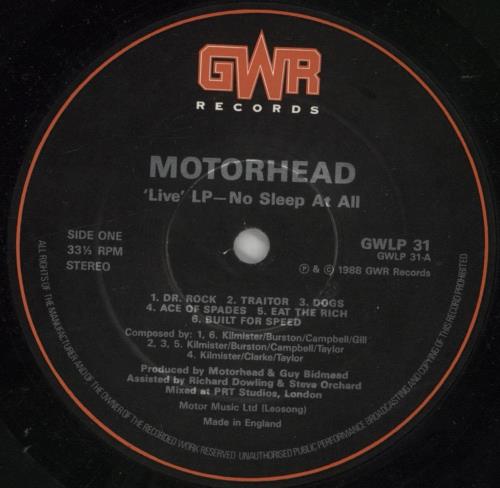 GWR
RECORDS
MOTORHEAD
'Live' LP—No Sleep At All
SIDE ONE
33⅓ RPM
STEREO
GWLP 31
GWLP 31-A
Ⓟ & © 1988 GWR Records
1. DR. ROCK 2. TRAITOR 3. DOGS
4. ACE OF SPADES 5. EAT THE RICH
6. BUILT FOR SPEED
Composed by: 1, 6. Kilmister/Burston/Campbell/Gill
2, 3, 5. Kilmister/Burston/Campbell/Taylor
4. Kilmister/Clarke/Taylor
Produced by Motorhead & Guy Bidmead
Assisted by Richard Dowling & Steve Orchard
Mixed at PRT Studios, London
Motor Music Ltd (Leosong)
Made in England
ALL RIGHTS OF THE MANUFACTURER AND OF THE OWNER OF THE RECORDED WORK RESERVED UNAUTHORISED PUBLIC PERFORMANCE BROADCASTING AND COPYING OF THIS RECORD PROHIBITED